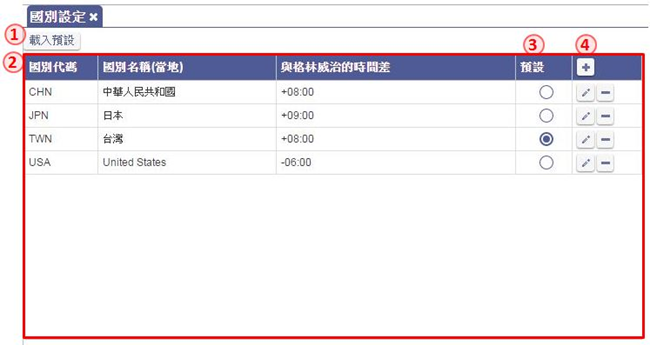 國別設定 ×
① 載入預設
③ ④
② 國別代碼 國別名稱(當地) 與格林威治的時間差 預設 +
CHN 中華人民共和國 +08:00
JPN 日本 +09:00
TWN 台灣 +08:00
USA United States -06:00